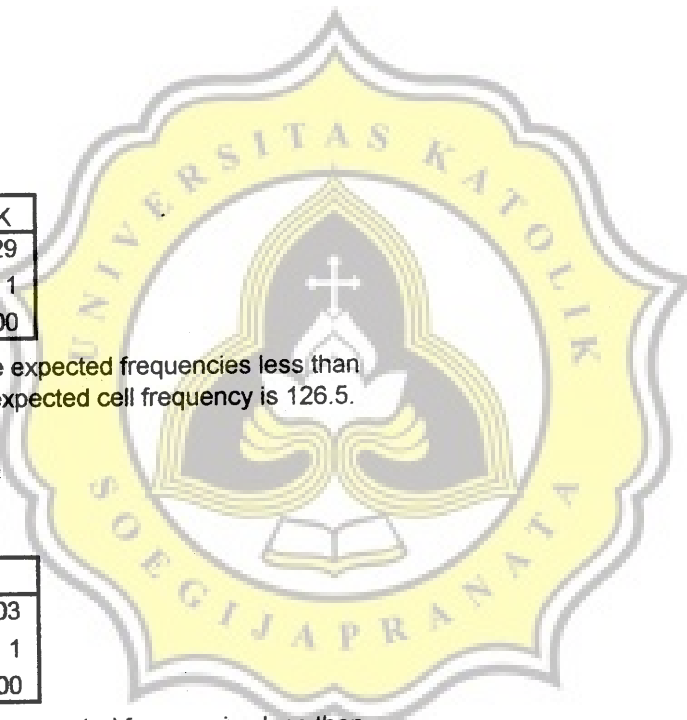 K
29
1
00
e expected frequencies less than
expected cell frequency is 126.5.
03
1
00
UNIVERSITAS KATOLIK
SOEGIJAPRANATA